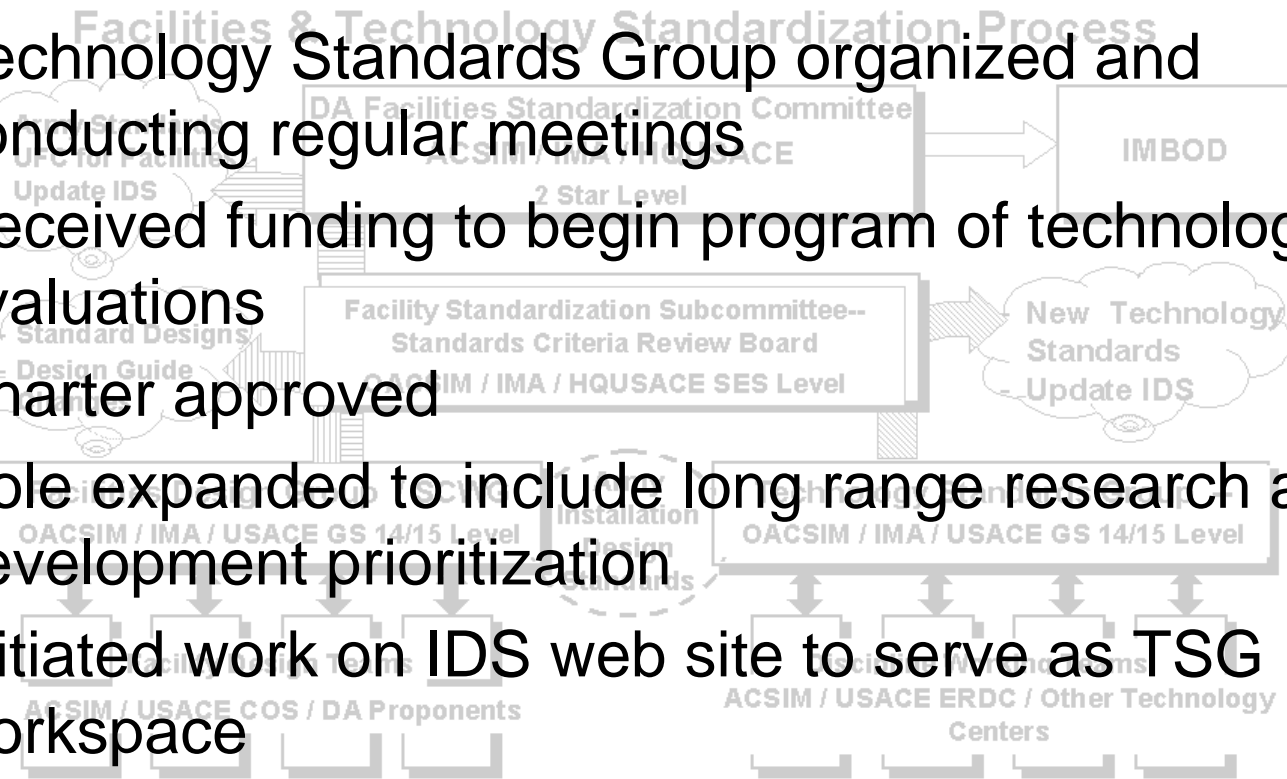 Facilities & Technology Standardization Process
echnology Standards Group organized and
onducting regular meetings
eceived funding to begin program of technolog
valuations
harter approved
ole expanded to include long range research a
evelopment prioritization
itiated work on IDS web site to serve as TSG
orkspace
DA Facilities Standardization Committee
ACSIM / IMA / HQUSACE
2 Star Level
IMBOD
Update IDS
Facility Standardization Subcommittee--
Standards Criteria Review Board
OACSIM / IMA / HQUSACE SES Level
- Standard Designs
- Design Guide
New Technology
Standards
- Update IDS
OACSIM / IMA / USACE GS 14/15 Level
Installation
Design
Standards
OACSIM / IMA / USACE GS 14/15 Level
Facility Design Teams
ACSIM / USACE COS / DA Proponents
ACSIM / USACE ERDC / Other Technology
Centers